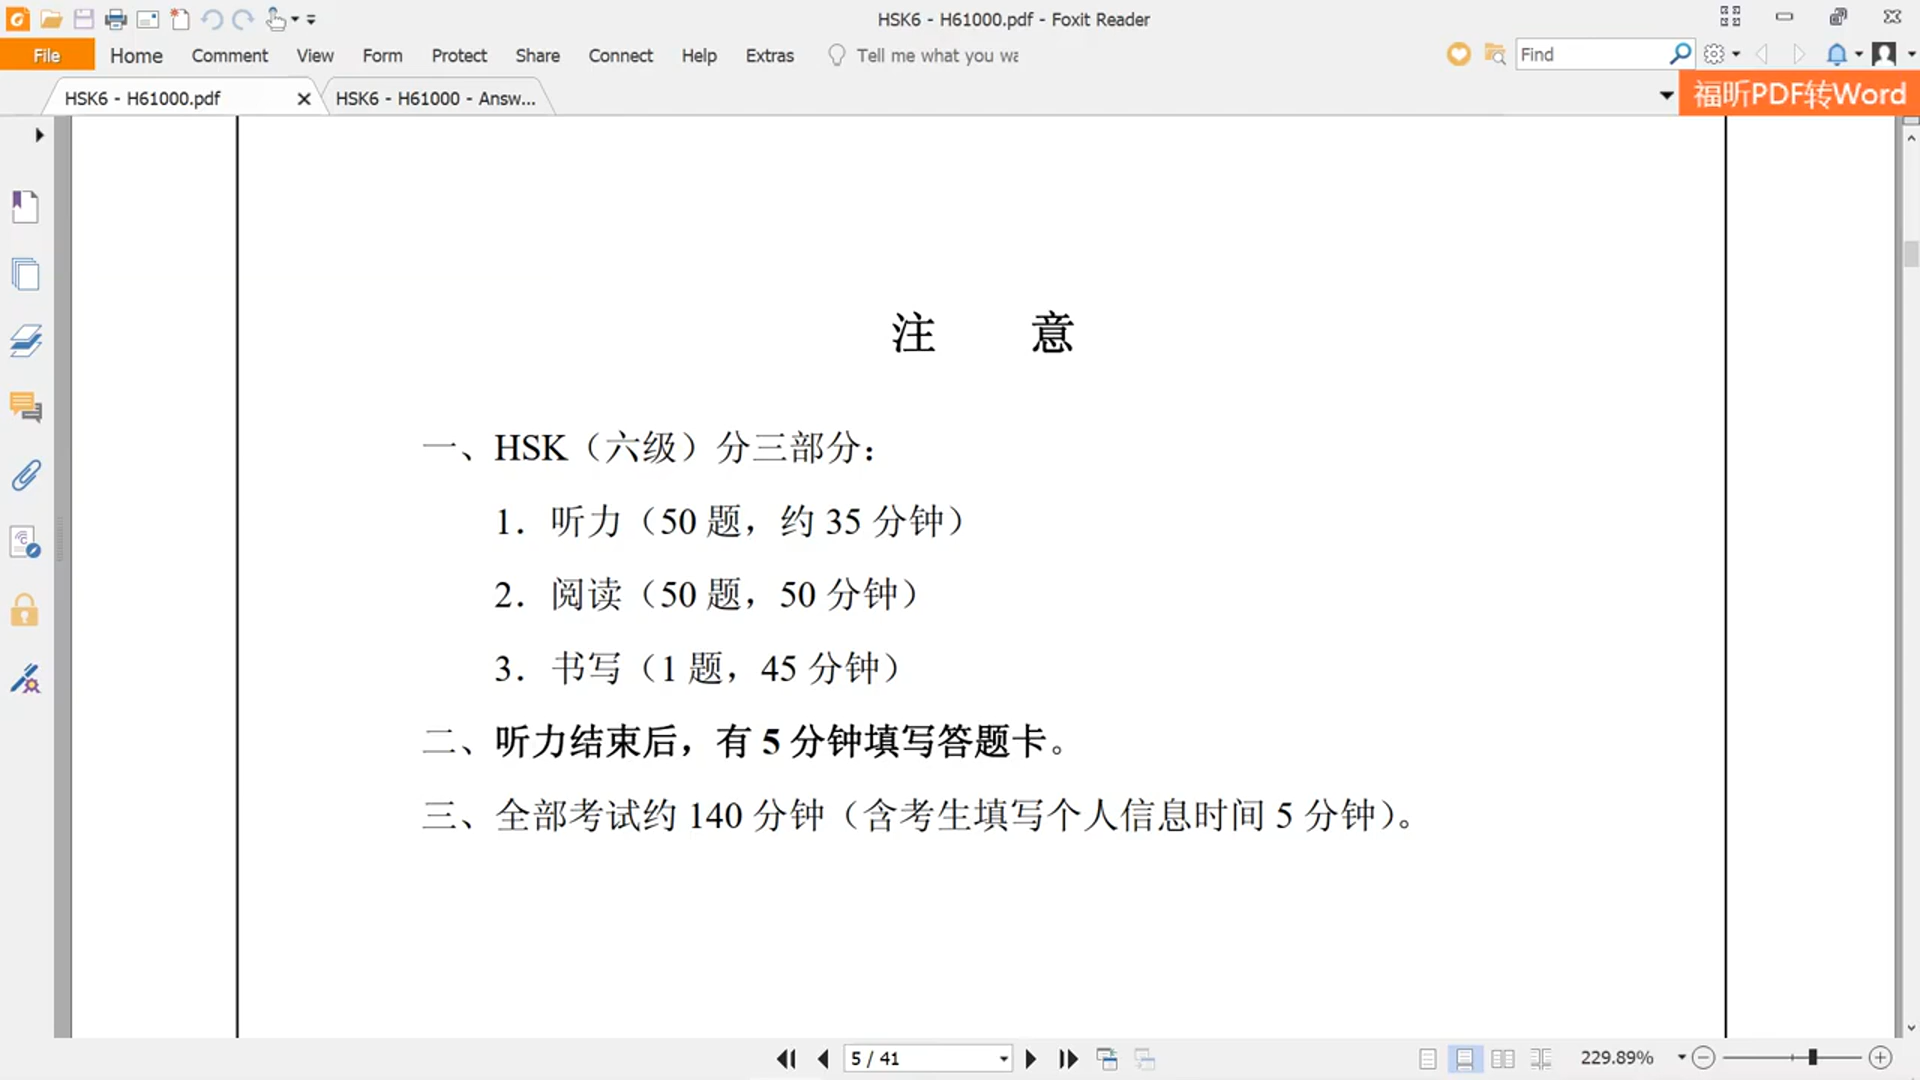 HSK6 - H61000.pdf - Foxit Reader
File Home Comment View Form Protect Share Connect Help Extras Tell me what you wa Find
HSK6 - H61000.pdf HSK6 - H61000 - Answ... 福昕PDF转Word
注 意
一、HSK（六级）分三部分：
1．听力（50 题，约 35 分钟）
2．阅读（50 题，50 分钟）
3．书写（1 题，45 分钟）
二、听力结束后，有 5 分钟填写答题卡。
三、全部考试约 140 分钟（含考生填写个人信息时间 5 分钟）。
5 / 41 229.89%